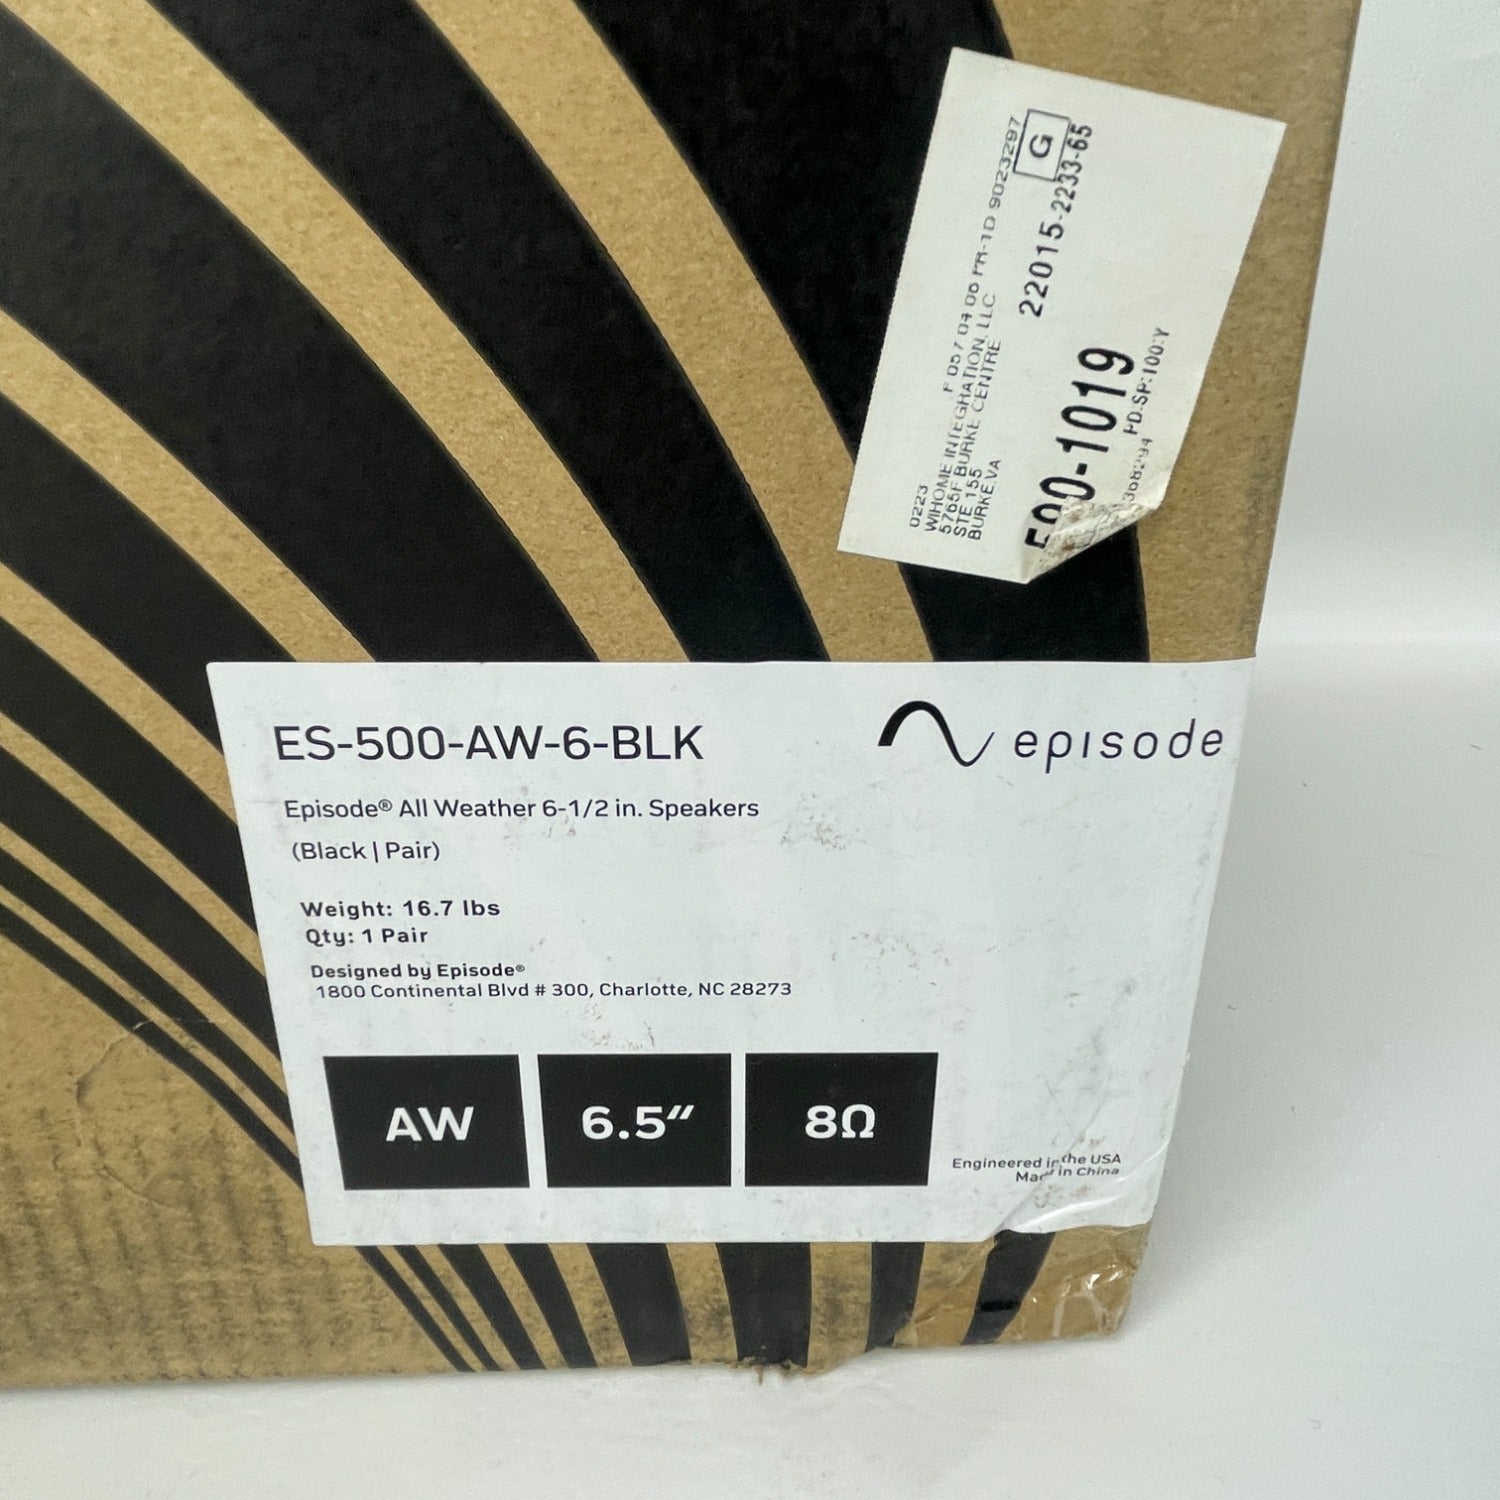 G
22015-2233-65
PR-1D 9023297
0223
WIHOME INTEGRATION, LLC
5765F BURKE CENTRE
STE 155
BURKE,VA
PD-SP:100:Y
ES-500-AW-6-BLK
episode
Episode® All Weather 6-1/2 in. Speakers
(Black | Pair)
Weight: 16.7 lbs
Qty: 1 Pair
Designed by Episode®
1800 Continental Blvd # 300, Charlotte, NC 28273
AW
6.5”
8Ω
Engineered in the USA
Made in China